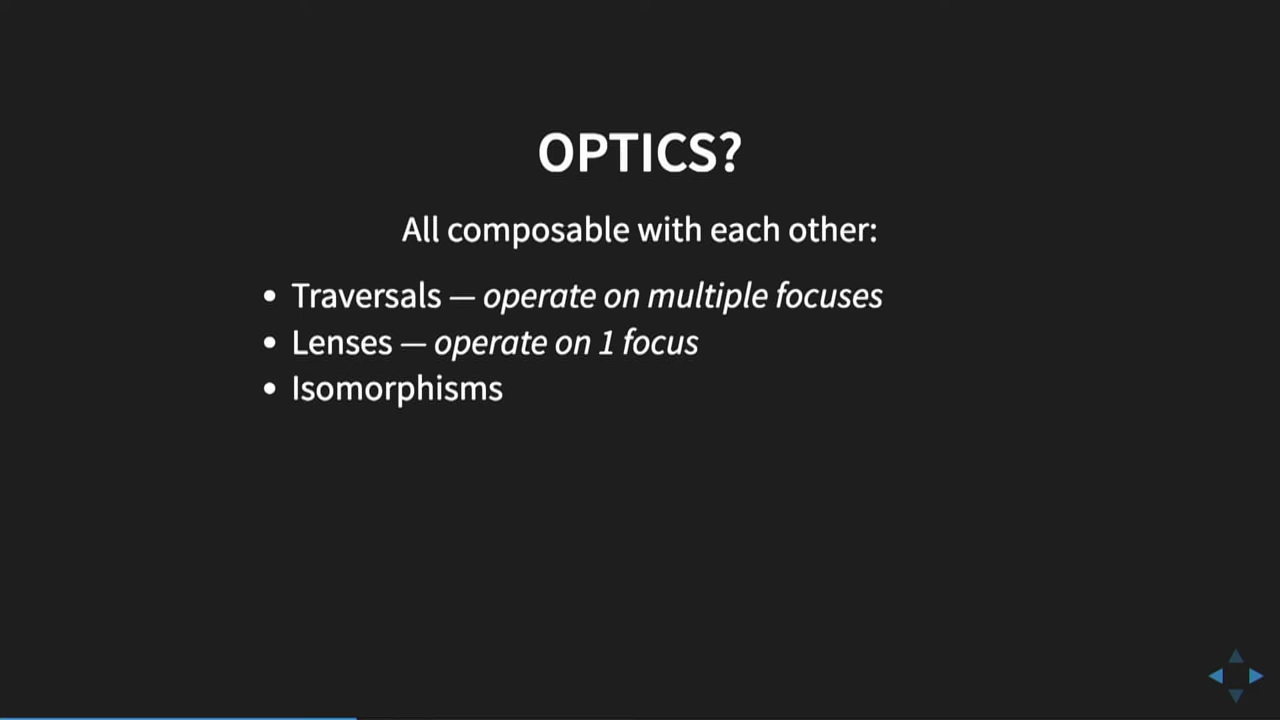 OPTICS?
All composable with each other:
• Traversals — operate on multiple focuses
• Lenses — operate on 1 focus
• Isomorphisms